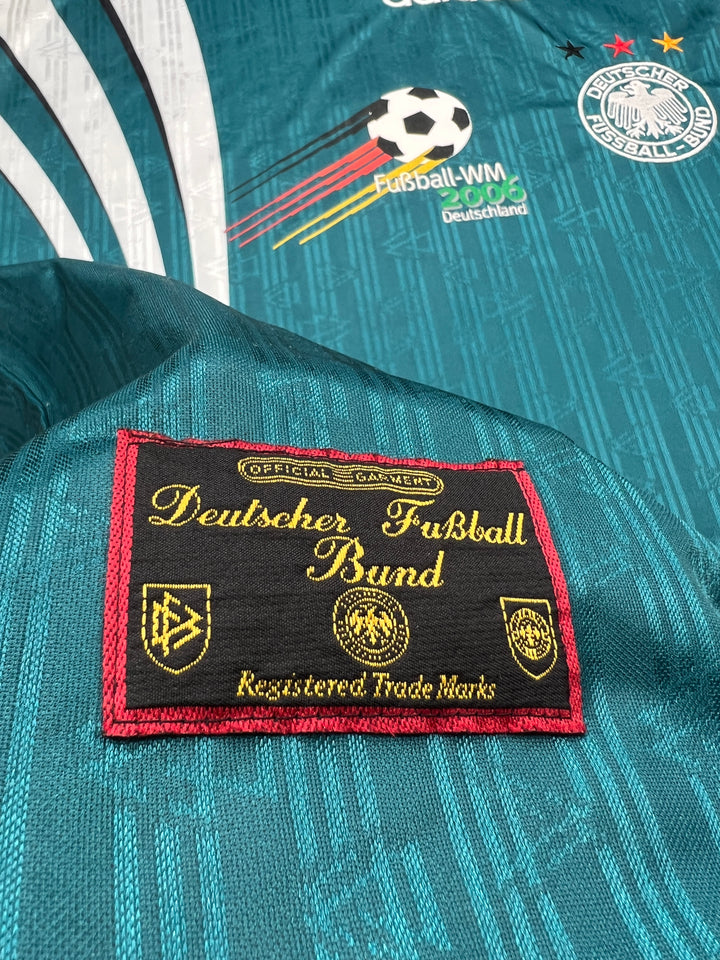 DEUTSCHER
FUSSBALL-BUND
Fußball-WM
2006
Deutschland
OFFICIAL GARMENT
Deutscher Fußball
Bund
Registered Trade Marks